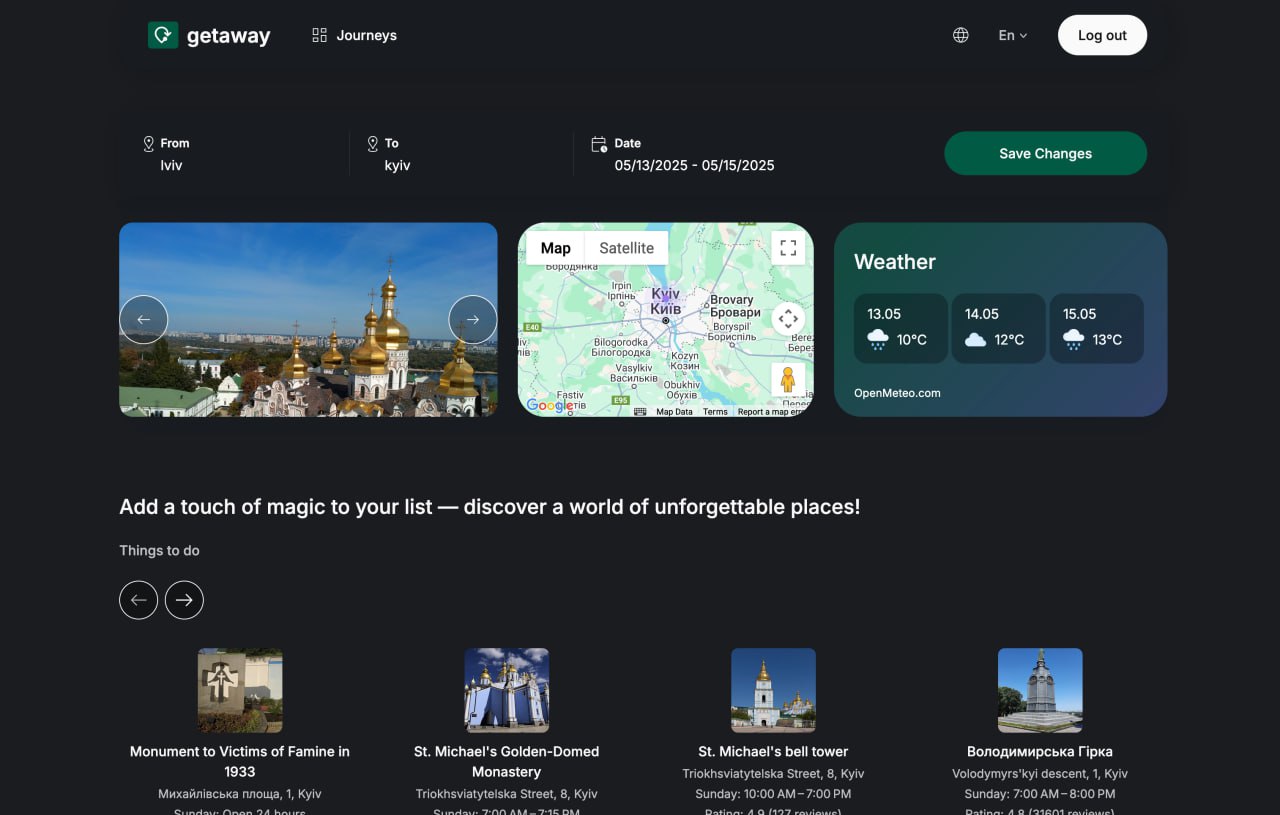 getaway
Journeys
En
Log out
From
lviv
To
kyiv
Date
05/13/2025 - 05/15/2025
Save Changes
Map
Satellite
Бородянка
Irpin
Ірпінь
Kyiv
Київ
Brovary
Бровари
E40
Boryspil'
Бориспіль
Bilogorodka
Білогородка
Kozyn
Козин
Vasylkiv
Васильків
Obukhiv
Обухів
Fastiv
E95
Google
Map Data
Terms
Report a map err
Weather
13.05
10°C
14.05
12°C
15.05
13°C
OpenMeteo.com
Add a touch of magic to your list — discover a world of unforgettable places!
Things to do
Monument to Victims of Famine in
1933
Михайлівська площа, 1, Kyiv
Sunday: Open 24 hours
St. Michael's Golden-Domed
Monastery
Triokhsviatytelska Street, 8, Kyiv
Sunday: 7:00 AM – 7:15 PM
St. Michael's bell tower
Triokhsviatytelska Street, 8, Kyiv
Sunday: 10:00 AM – 7:00 PM
Rating: 4.9 (127 reviews)
Володимирська Гірка
Volodymyrs'kyi descent, 1, Kyiv
Sunday: 7:00 AM – 8:00 PM
Rating: 4.8 (31601 reviews)